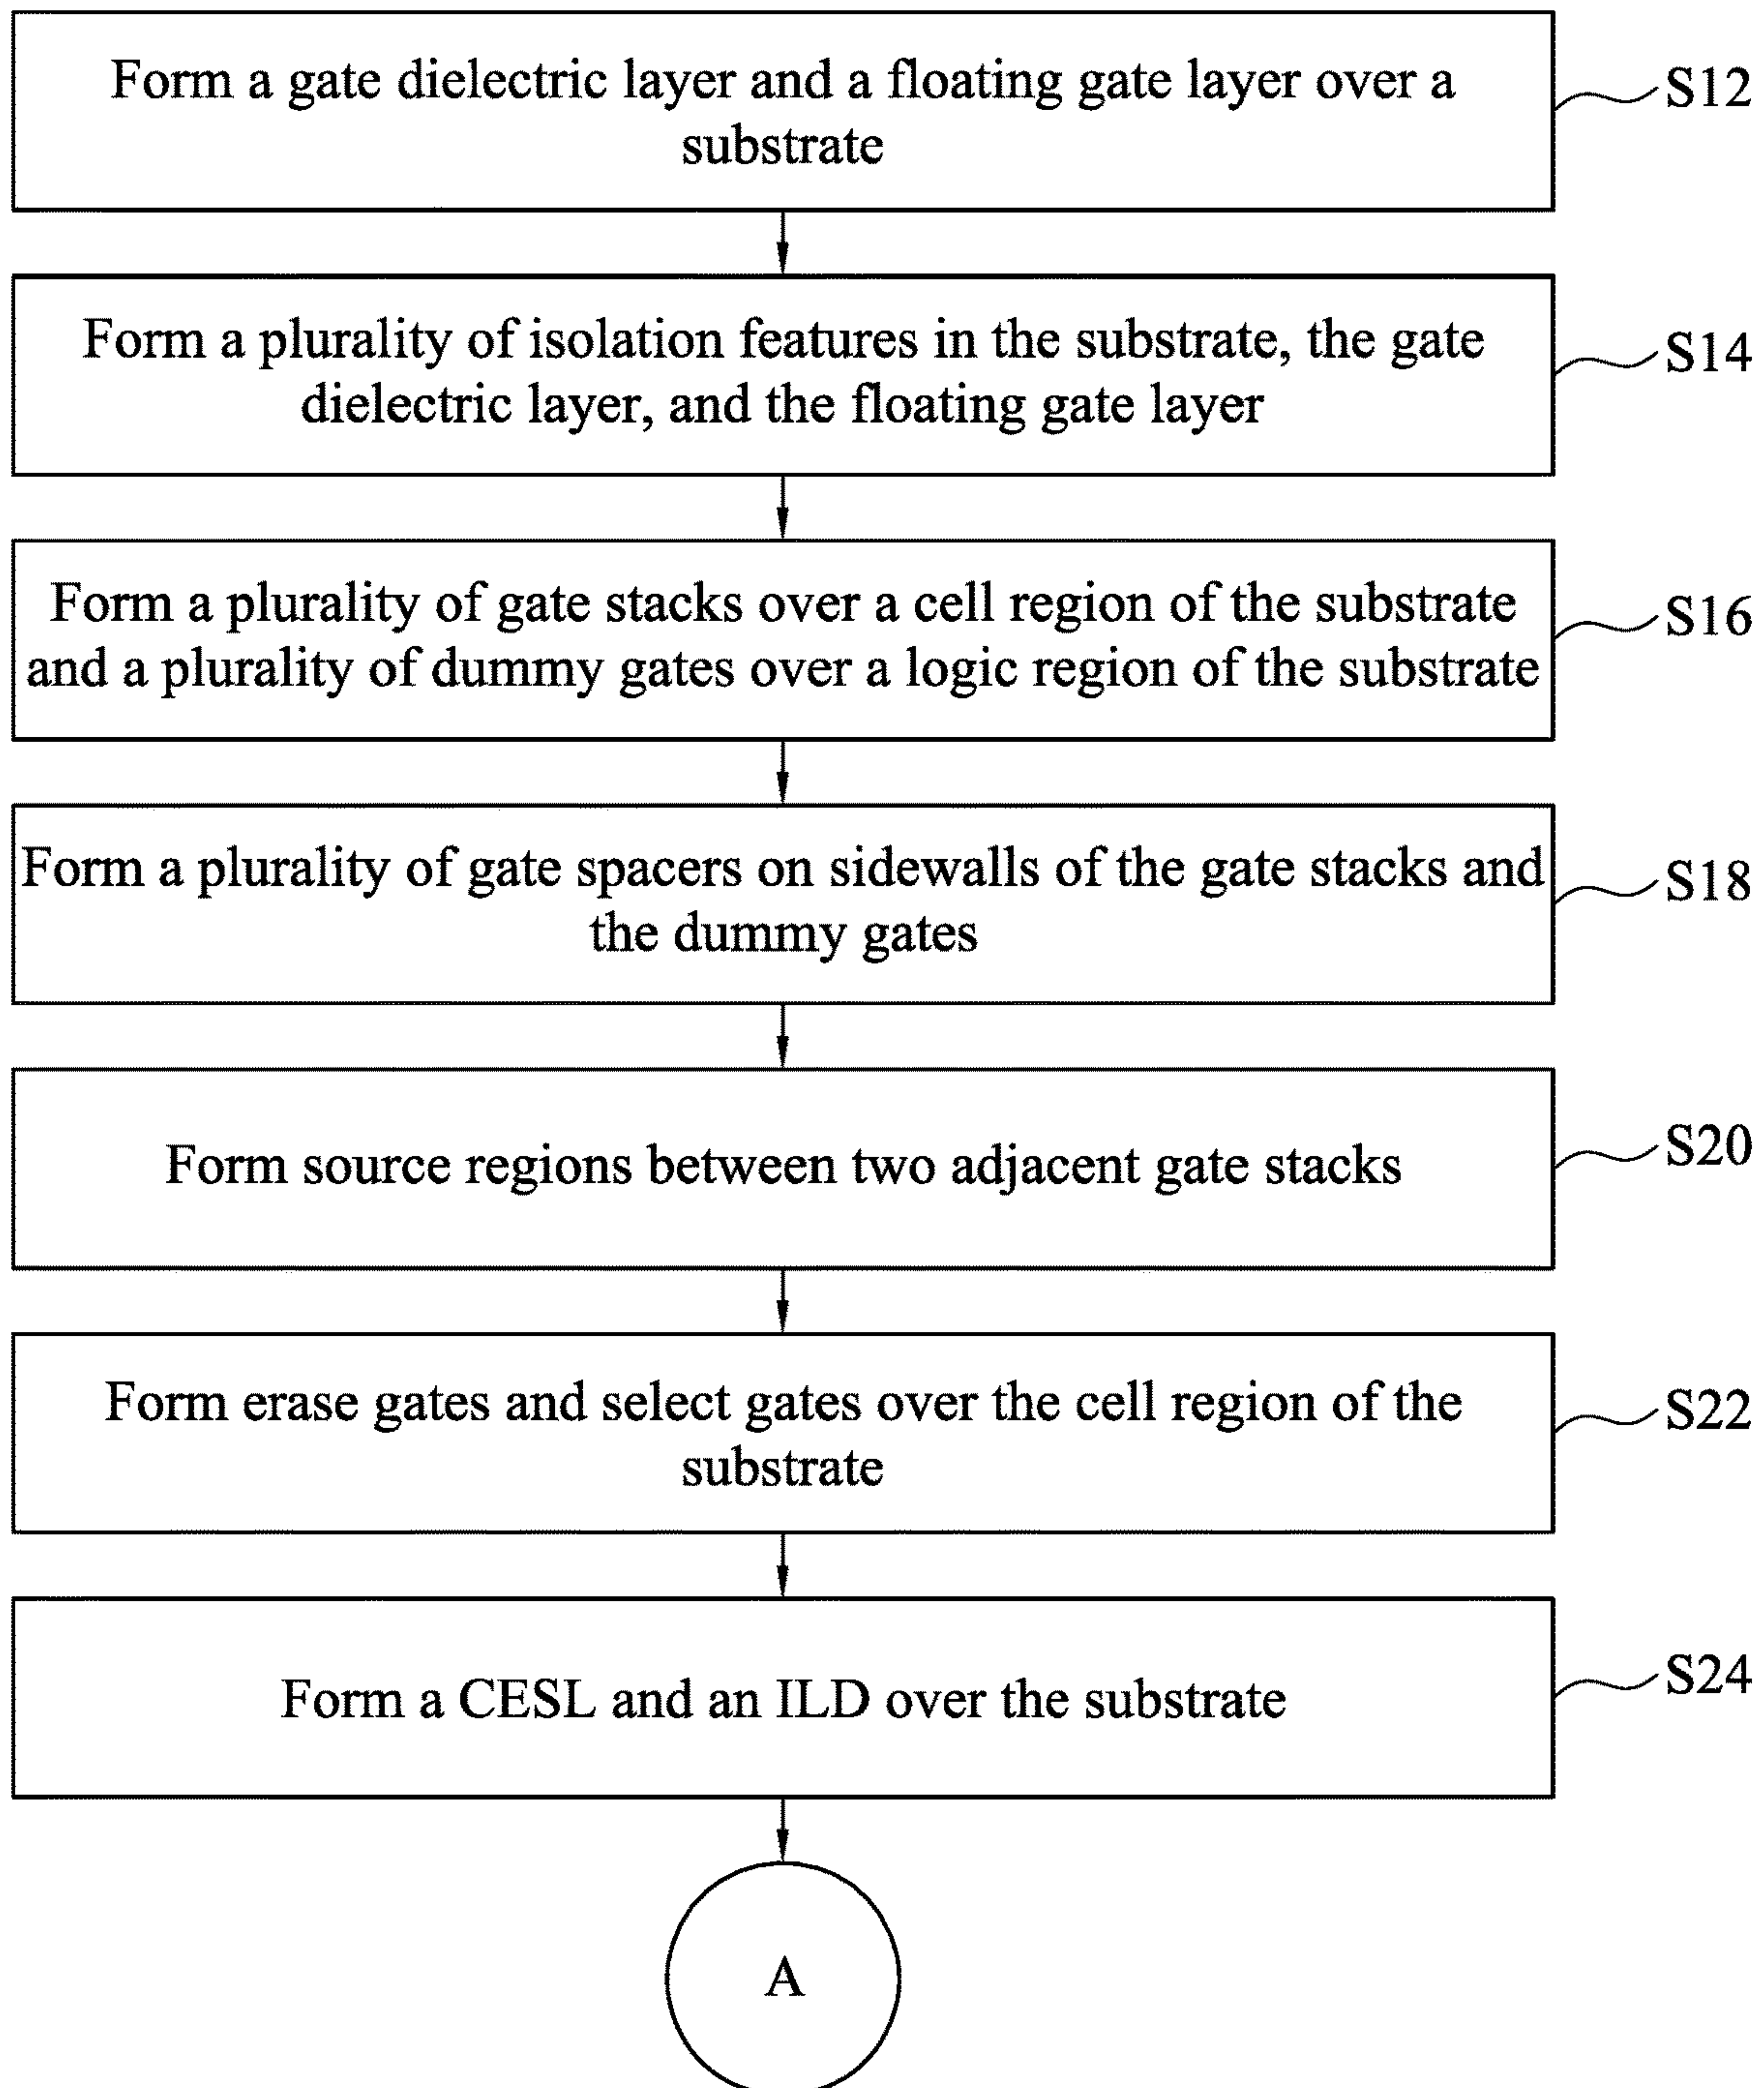 Form a gate dielectric layer and a floating gate layer over a
substrate
S12
Form a plurality of isolation features in the substrate, the gate
dielectric layer, and the floating gate layer
S14
Form a plurality of gate stacks over a cell region of the substrate
and a plurality of dummy gates over a logic region of the substrate
S16
Form a plurality of gate spacers on sidewalls of the gate stacks and
the dummy gates
S18
Form source regions between two adjacent gate stacks
S20
Form erase gates and select gates over the cell region of the
substrate
S22
Form a CESL and an ILD over the substrate
S24
A